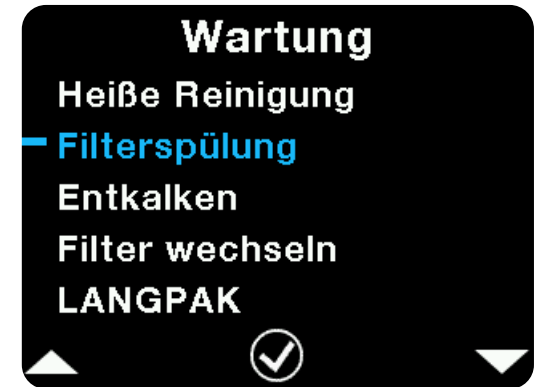 Wartung
Heiße Reinigung
Filterspülung
Entkalken
Filter wechseln
LANGPAK